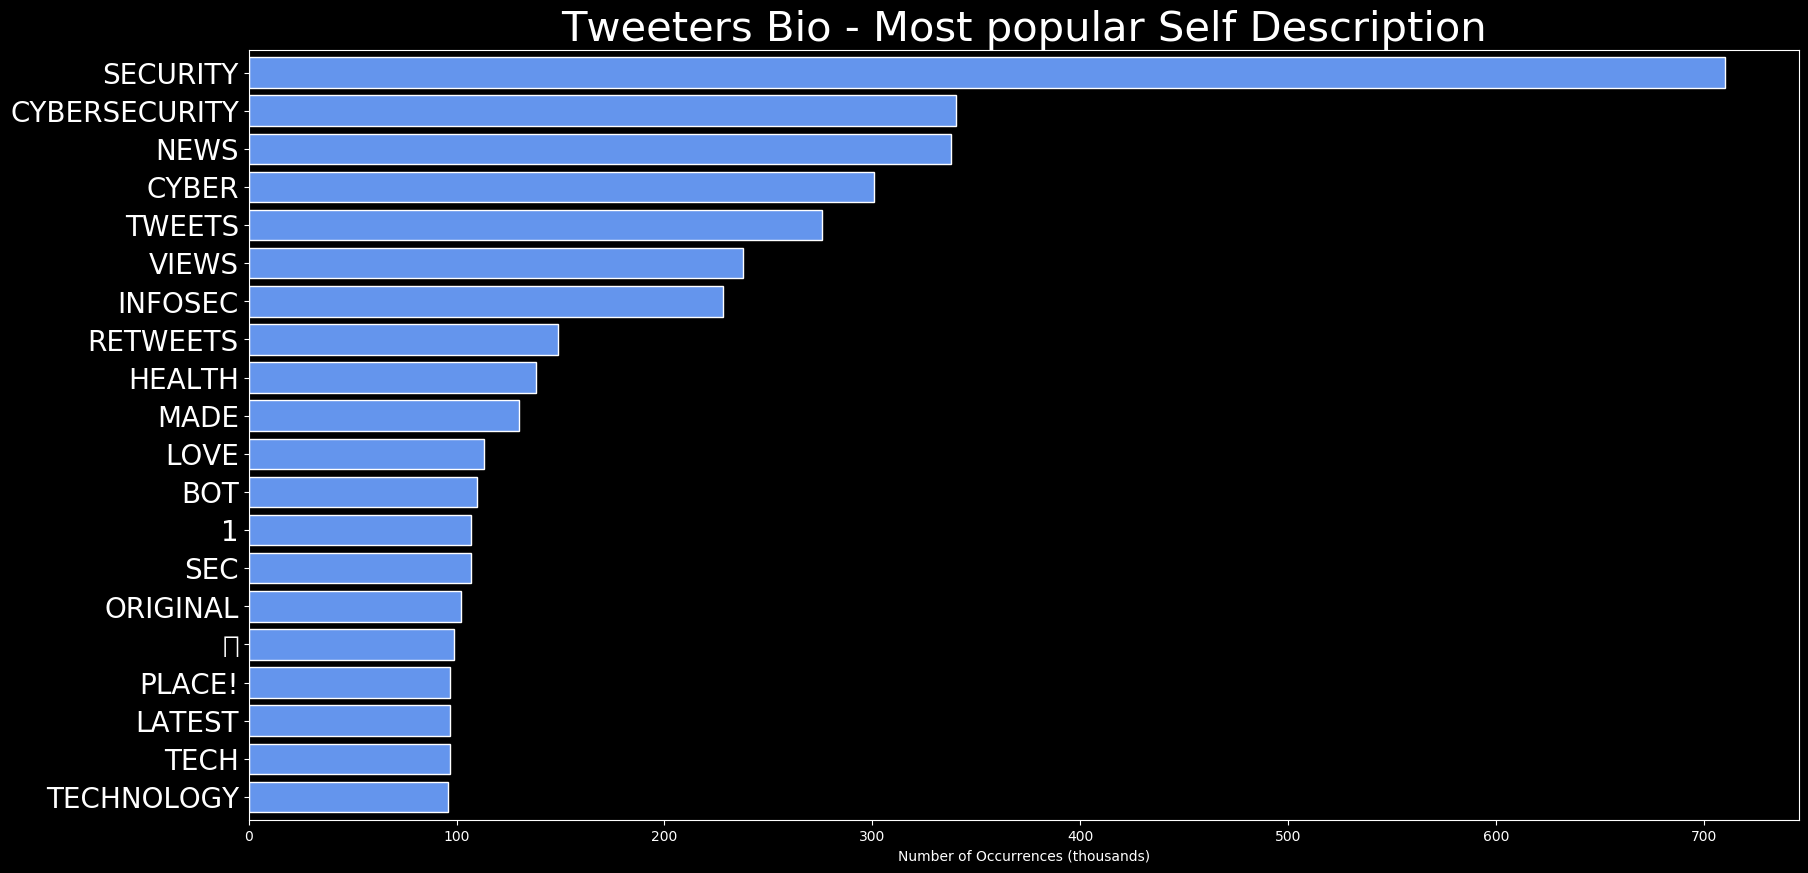 Tweeters Bio - Most popular Self Description
SECURITY
CYBERSECURITY
NEWS
CYBER
TWEETS
VIEWS
INFOSEC
RETWEETS
HEALTH
MADE
LOVE
BOT
1
SEC
ORIGINAL
PLACE!
LATEST
TECH
TECHNOLOGY
0 100 200 300 400 500 600 700
Number of Occurrences (thousands)